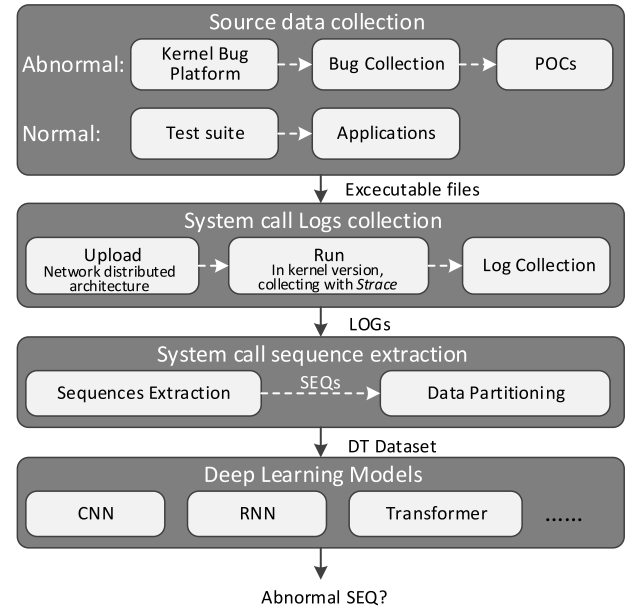 Source data collection
Abnormal:
Kernel Bug
Platform
Bug Collection
POCs
Normal:
Test suite
Applications
Excecutable files
System call Logs collection
Upload
Network distributed
architecture
Run
In kernel version,
collecting with Strace
Log Collection
LOGs
System call sequence extraction
Sequences Extraction
SEQs
Data Partitioning
DT Dataset
Deep Learning Models
CNN
RNN
Transformer
......
Abnormal SEQ?